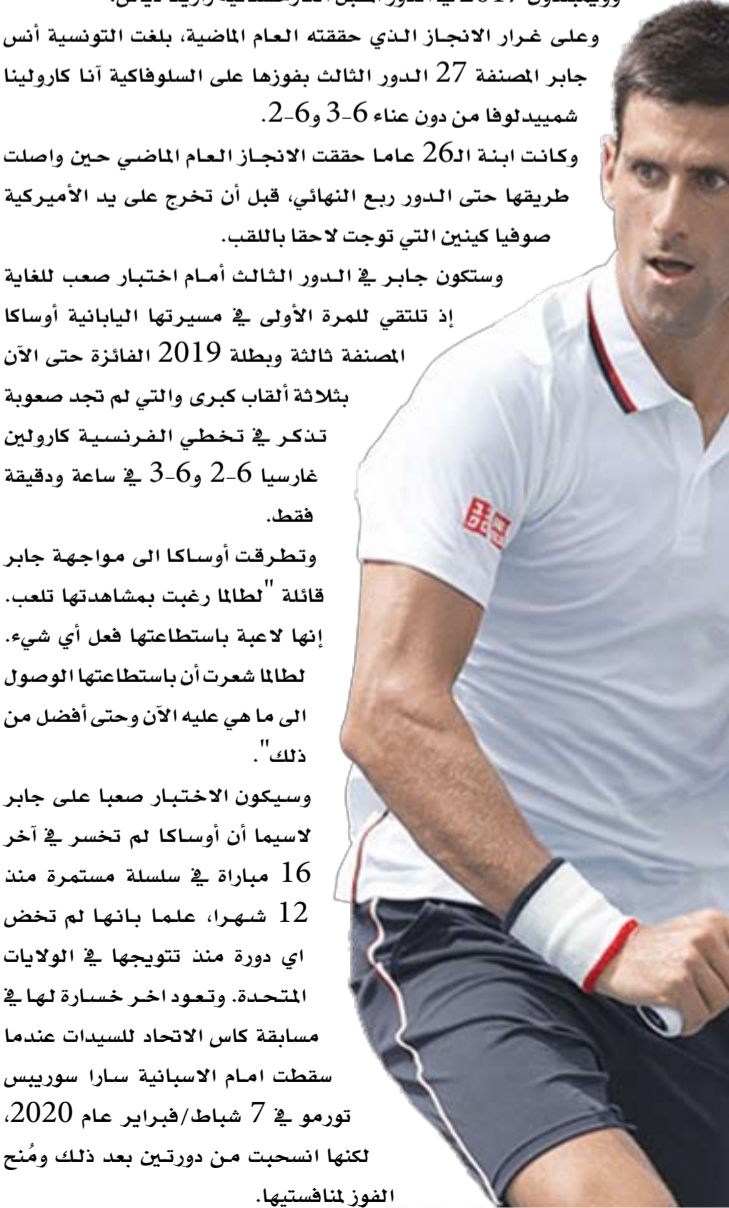 وعلى غرار الانجاز الذي حققته العام الماضية، بلغت التونسية أنس
جابر المصنفة 27 الدور الثالث بفوزها على السلوفاكية آنا كارولينا
شمييدلوفا من دون عناء 6-3 و6-2.
وكانت ابنة الـ26 عاما حققت الانجاز العام الماضي حين واصلت
طريقها حتى الدور ربع النهائي، قبل أن تخرج على يد الأميركية
صوفيا كينين التي توجت لاحقا باللقب.
وستكون جابر في الدور الثالث أمام اختبار صعب للغاية
إذ تلتقي للمرة الأولى في مسيرتها اليابانية أوساكا
المصنفة ثالثة وبطلة 2019 الفائزة حتى الآن
بثلاثة ألقاب كبرى والتي لم تجد صعوبة
تذكر في تخطي الفرنسية كارولين
غارسيا 6-2 و6-3 في ساعة ودقيقة
فقط.
وتطرقت أوساكا الى مواجهة جابر
قائلة "لطالما رغبت بمشاهدتها تلعب.
إنها لاعبة باستطاعتها فعل أي شيء.
لطالما شعرت أن باستطاعتها الوصول
الى ما هي عليه الآن وحتى أفضل من
ذلك".
وسيكون الاختبار صعبا على جابر
لاسيما أن أوساكا لم تخسر في آخر
16 مباراة في سلسلة مستمرة منذ
12 شهرا، علما بانها لم تخض
اي دورة منذ تتويجها في الولايات
المتحدة. وتعود اخر خسارة لها في
مسابقة كاس الاتحاد للسيدات عندما
سقطت امام الاسبانية سارا سوريبس
تورمو في 7 شباط/فبراير عام 2020،
لكنها انسحبت من دورتين بعد ذلك ومُنح
الفوز لمنافستيها.